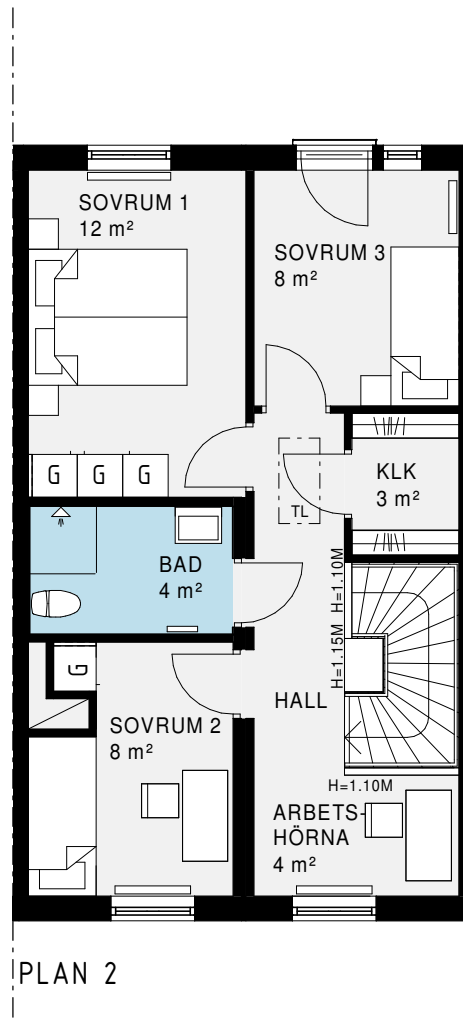 SOVRUM 1
12 m²
SOVRUM 3
8 m²
G G G
KLK
3 m²
TL
BAD
4 m²
H=1.10M
H=1.15M
G
SOVRUM 2
8 m²
HALL
H=1.10M
ARBETS-
HÖRNA
4 m²
PLAN 2